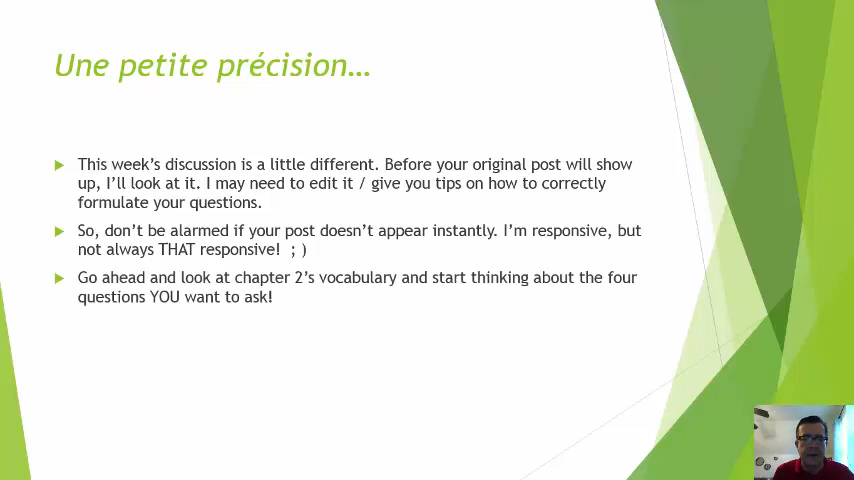 Une petite précision…
This week's discussion is a little different. Before your original post will show
up, I'll look at it. I may need to edit it / give you tips on how to correctly
formulate your questions.
So, don't be alarmed if your post doesn't appear instantly. I'm responsive, but
not always THAT responsive!  ; )
Go ahead and look at chapter 2's vocabulary and start thinking about the four
questions YOU want to ask!